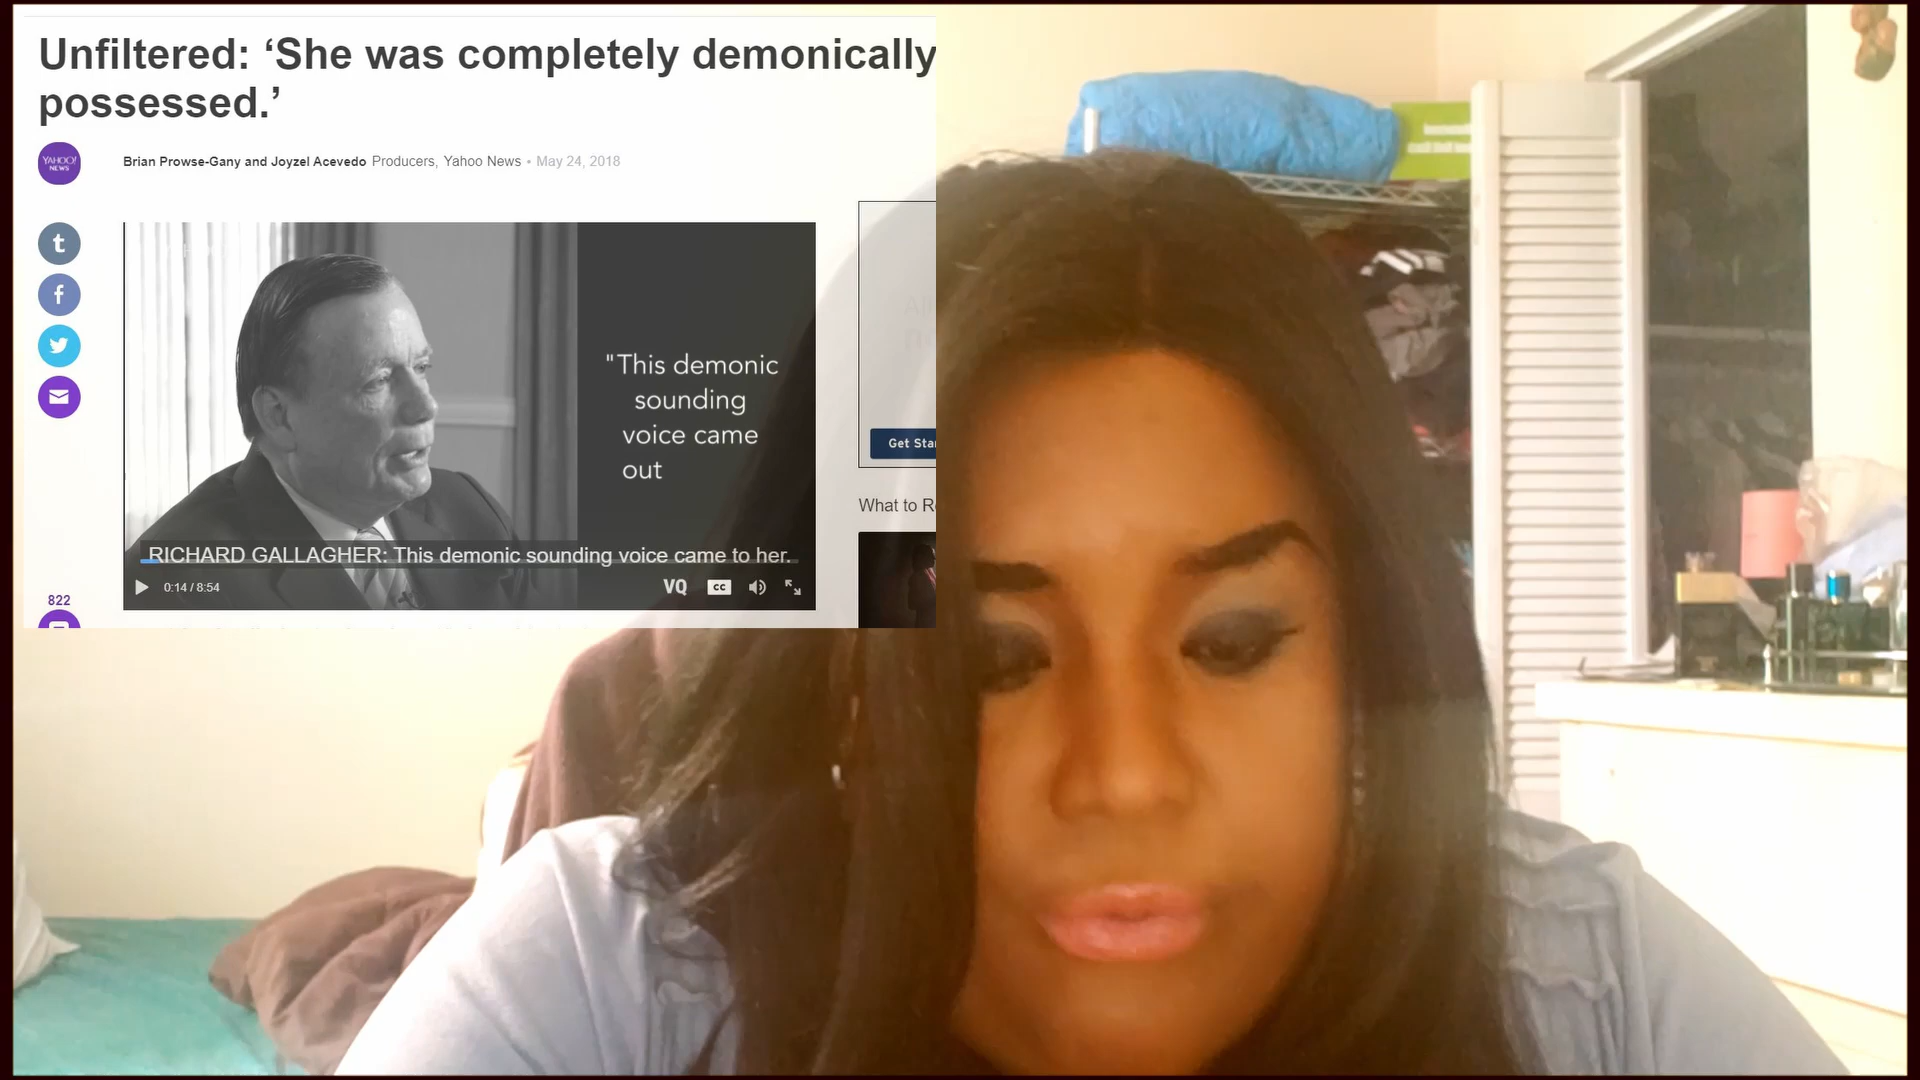 Unfiltered: ‘She was completely demonically
possessed.’
YAHOO!
NEWS
Brian Prowse-Gany and Joyzel Acevedo Producers, Yahoo News • May 24, 2018
t
f
"This demonic
sounding
voice came
out
Get Star
What to R
RICHARD GALLAGHER: This demonic sounding voice came to her.
0:14 / 8:54
VQ
CC
822